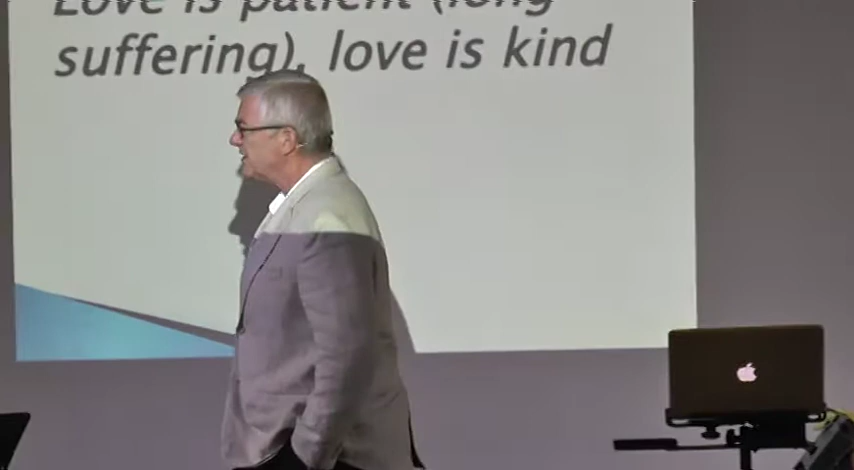 Love is patient (long
suffering), love is kind